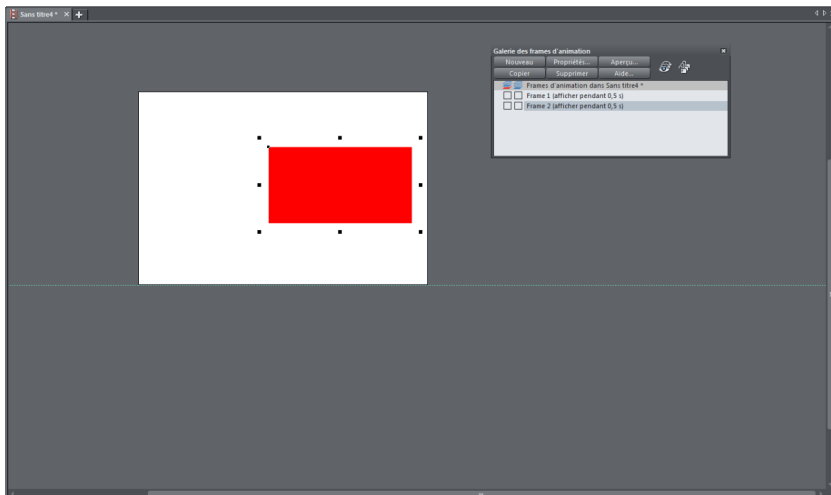 Sans titre4 *
Galerie des frames d'animation
Nouveau Propriétés... Aperçu...
Copier Supprimer Aide...
Frames d'animation dans Sans titre4 *
Frame 1 (afficher pendant 0,5 s)
Frame 2 (afficher pendant 0,5 s)